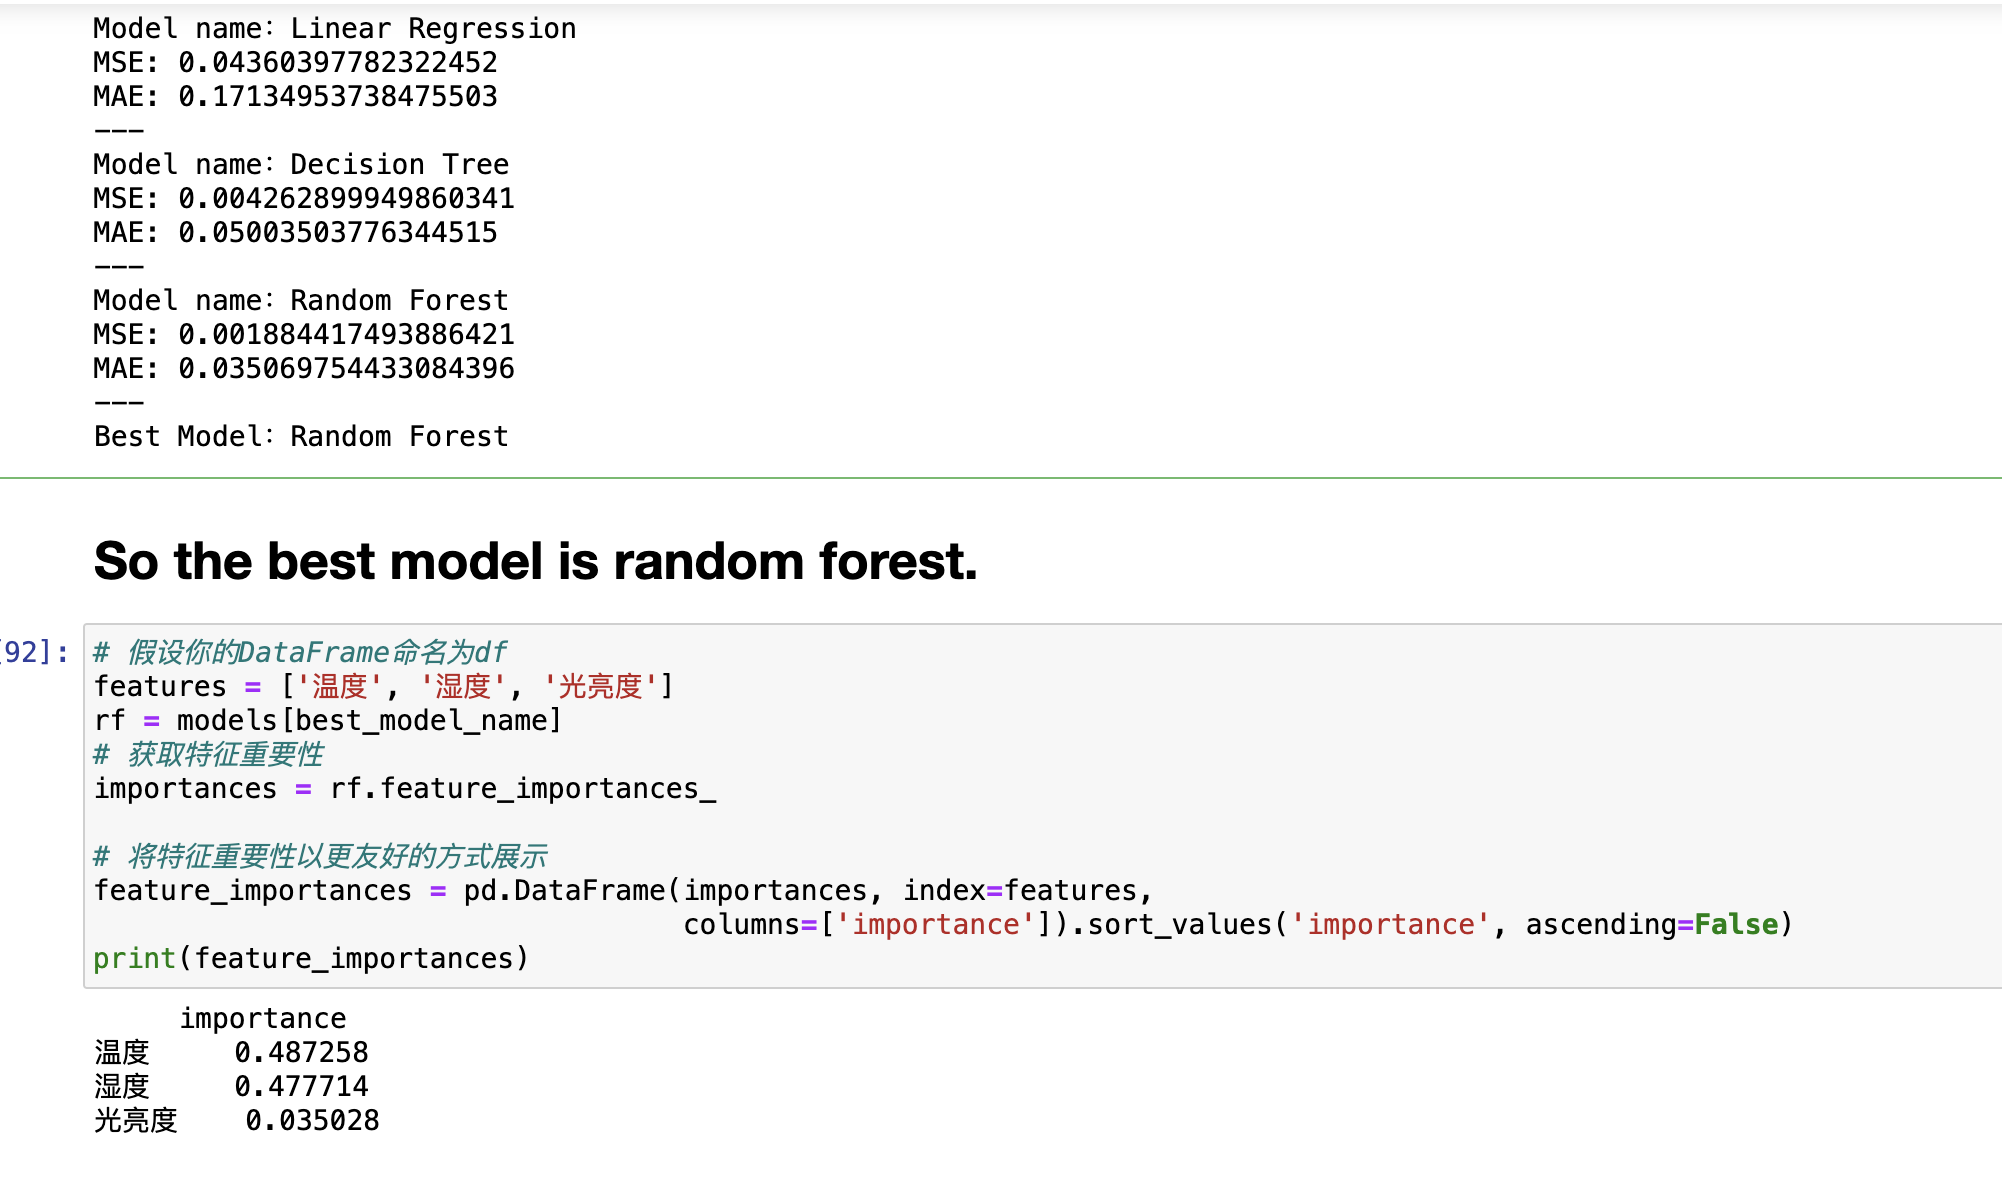 Model name: Linear Regression
MSE: 0.04360397782322452
MAE: 0.17134953738475503
---
Model name: Decision Tree
MSE: 0.004262899949860341
MAE: 0.05003503776344515
---
Model name: Random Forest
MSE: 0.001884417493886421
MAE: 0.035069754433084396
---
Best Model: Random Forest
So the best model is random forest.
[92]:
# 假设你的DataFrame命名为df
features = ['温度', '湿度', '光亮度']
rf = models[best_model_name]
# 获取特征重要性
importances = rf.feature_importances_
# 将特征重要性以更友好的方式展示
feature_importances = pd.DataFrame(importances, index=features,
columns=['importance']).sort_values('importance', ascending=False)
print(feature_importances)
importance
温度 0.487258
湿度 0.477714
光亮度 0.035028